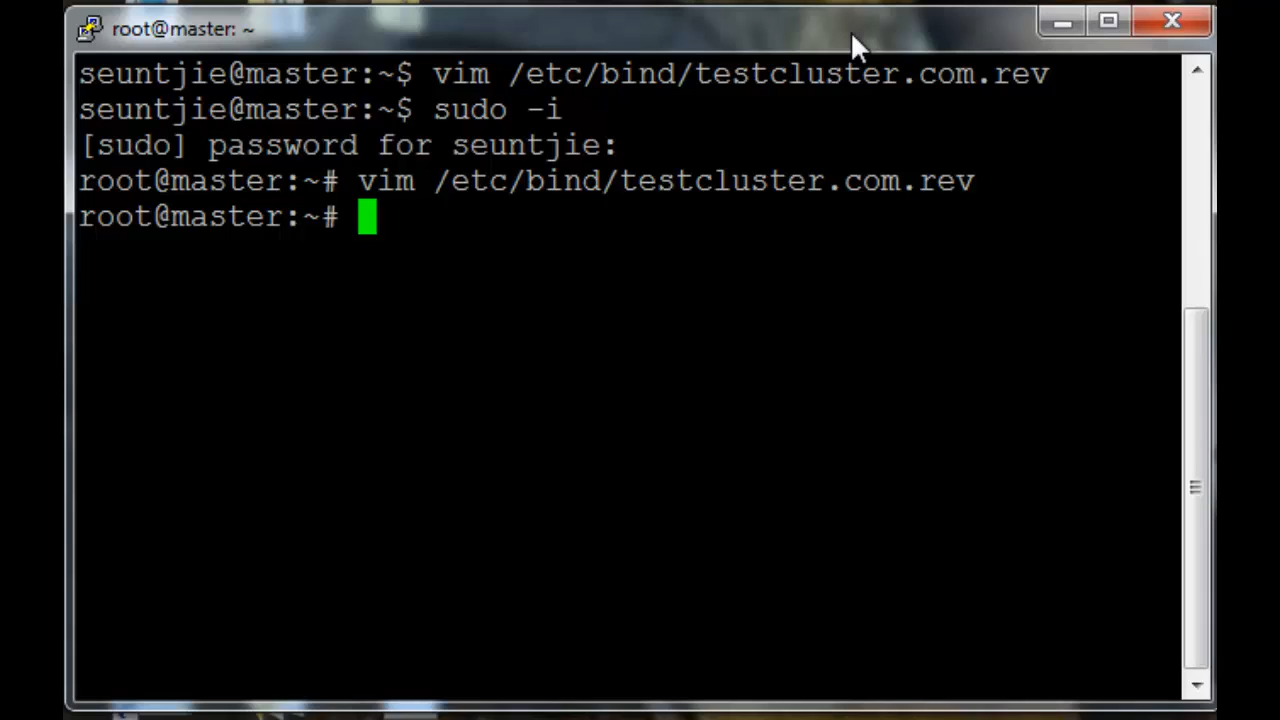 root@master: ~
seuntjie@master:~$ vim /etc/bind/testcluster.com.rev
seuntjie@master:~$ sudo -i
[sudo] password for seuntjie:
root@master:~# vim /etc/bind/testcluster.com.rev
root@master:~#